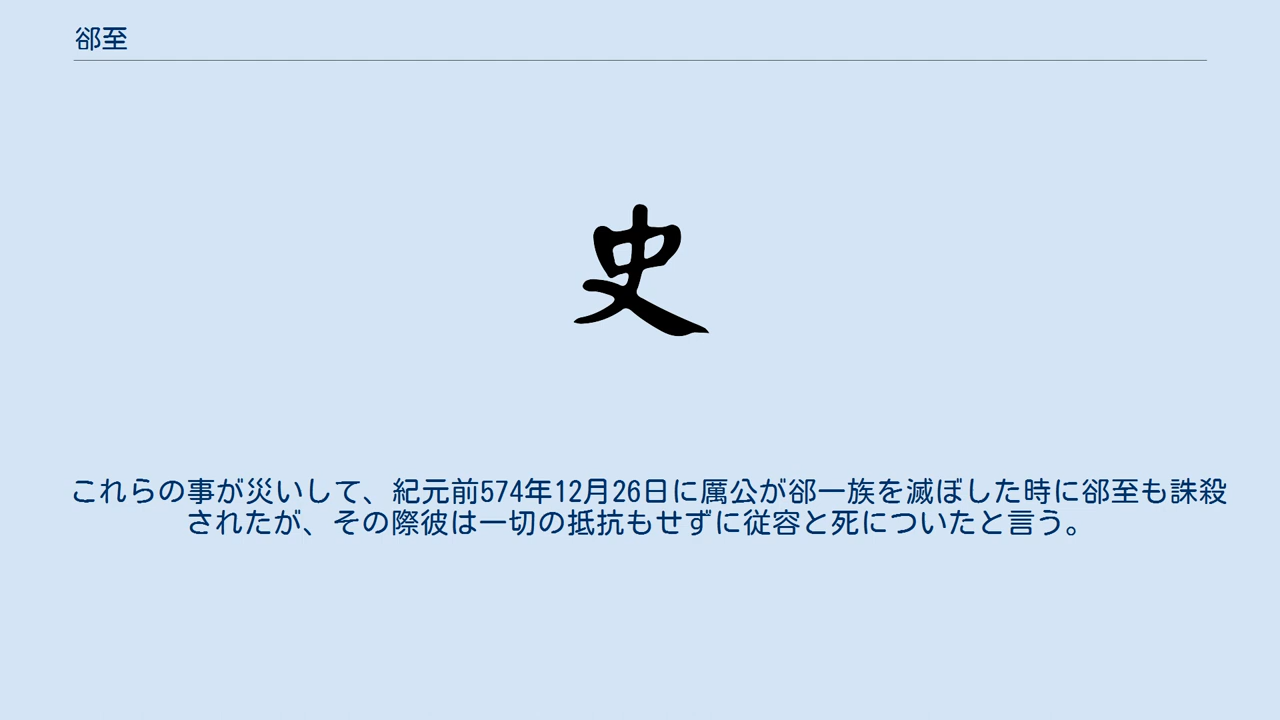 郤至
史
これらの事が災いして、紀元前574年12月26日に厲公が郤一族を滅ぼした時に郤至も誅殺
されたが、その際彼は一切の抵抗もせずに従容と死についたと言う。